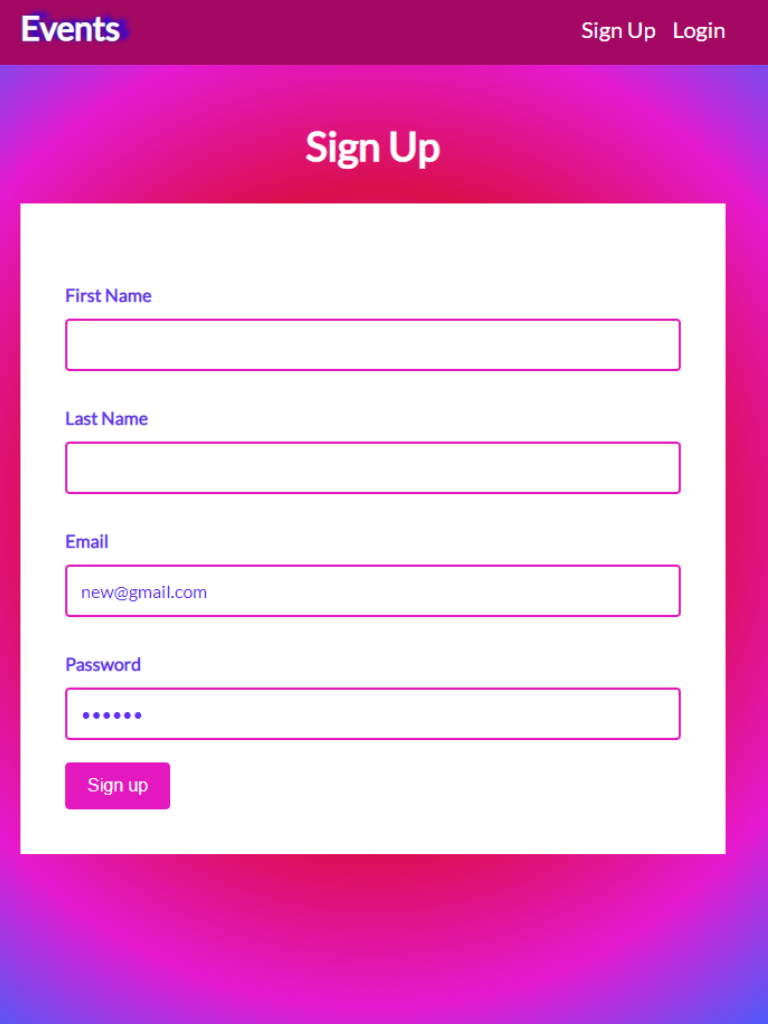 Events
Sign Up Login
Sign Up
First Name
Last Name
Email
new@gmail.com
Password
••••••
Sign up